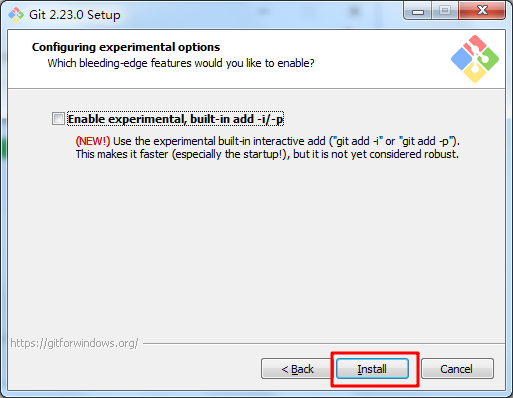 Git 2.23.0 Setup
Configuring experimental options
Which bleeding-edge features would you like to enable?
Enable experimental, built-in add -i/-p
(NEW!) Use the experimental built-in interactive add ("git add -i" or "git add -p").
This makes it faster (especially the startup!), but it is not yet considered robust.
https://gitforwindows.org/
< Back Install Cancel